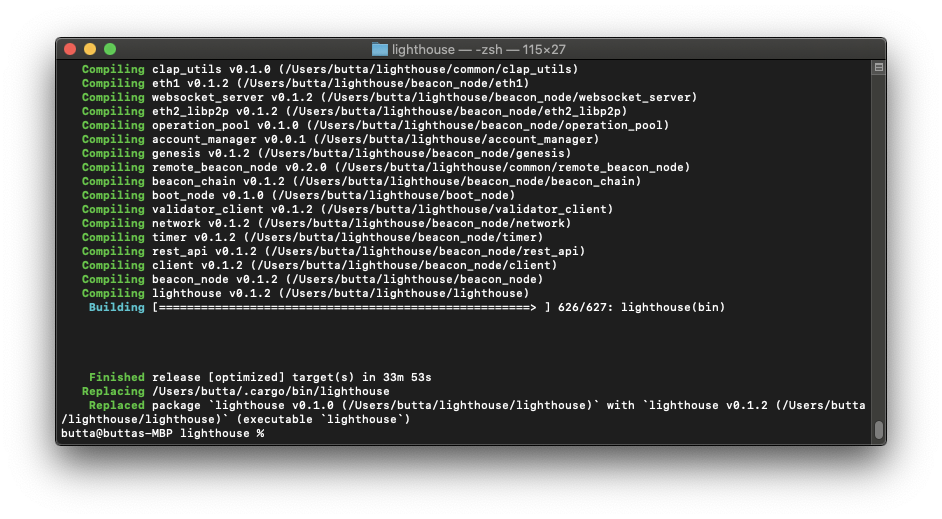 lighthouse — -zsh — 115×27
Compiling clap_utils v0.1.0 (/Users/butta/lighthouse/common/clap_utils)
Compiling eth1 v0.1.2 (/Users/butta/lighthouse/beacon_node/eth1)
Compiling websocket_server v0.1.2 (/Users/butta/lighthouse/beacon_node/websocket_server)
Compiling eth2_libp2p v0.1.2 (/Users/butta/lighthouse/beacon_node/eth2_libp2p)
Compiling operation_pool v0.1.0 (/Users/butta/lighthouse/beacon_node/operation_pool)
Compiling account_manager v0.0.1 (/Users/butta/lighthouse/account_manager)
Compiling genesis v0.1.2 (/Users/butta/lighthouse/beacon_node/genesis)
Compiling remote_beacon_node v0.2.0 (/Users/butta/lighthouse/common/remote_beacon_node)
Compiling beacon_chain v0.1.2 (/Users/butta/lighthouse/beacon_node/beacon_chain)
Compiling boot_node v0.1.0 (/Users/butta/lighthouse/boot_node)
Compiling validator_client v0.1.2 (/Users/butta/lighthouse/validator_client)
Compiling network v0.1.2 (/Users/butta/lighthouse/beacon_node/network)
Compiling timer v0.1.2 (/Users/butta/lighthouse/beacon_node/timer)
Compiling rest_api v0.1.2 (/Users/butta/lighthouse/beacon_node/rest_api)
Compiling client v0.1.2 (/Users/butta/lighthouse/beacon_node/client)
Compiling beacon_node v0.1.2 (/Users/butta/lighthouse/beacon_node)
Compiling lighthouse v0.1.2 (/Users/butta/lighthouse/lighthouse)
Building [=====================================================> ] 626/627: lighthouse(bin)
Finished release [optimized] target(s) in 33m 53s
Replacing /Users/butta/.cargo/bin/lighthouse
Replaced package `lighthouse v0.1.0 (/Users/butta/lighthouse/lighthouse)` with `lighthouse v0.1.2 (/Users/butta
/lighthouse/lighthouse)` (executable `lighthouse`)
butta@buttas-MBP lighthouse %